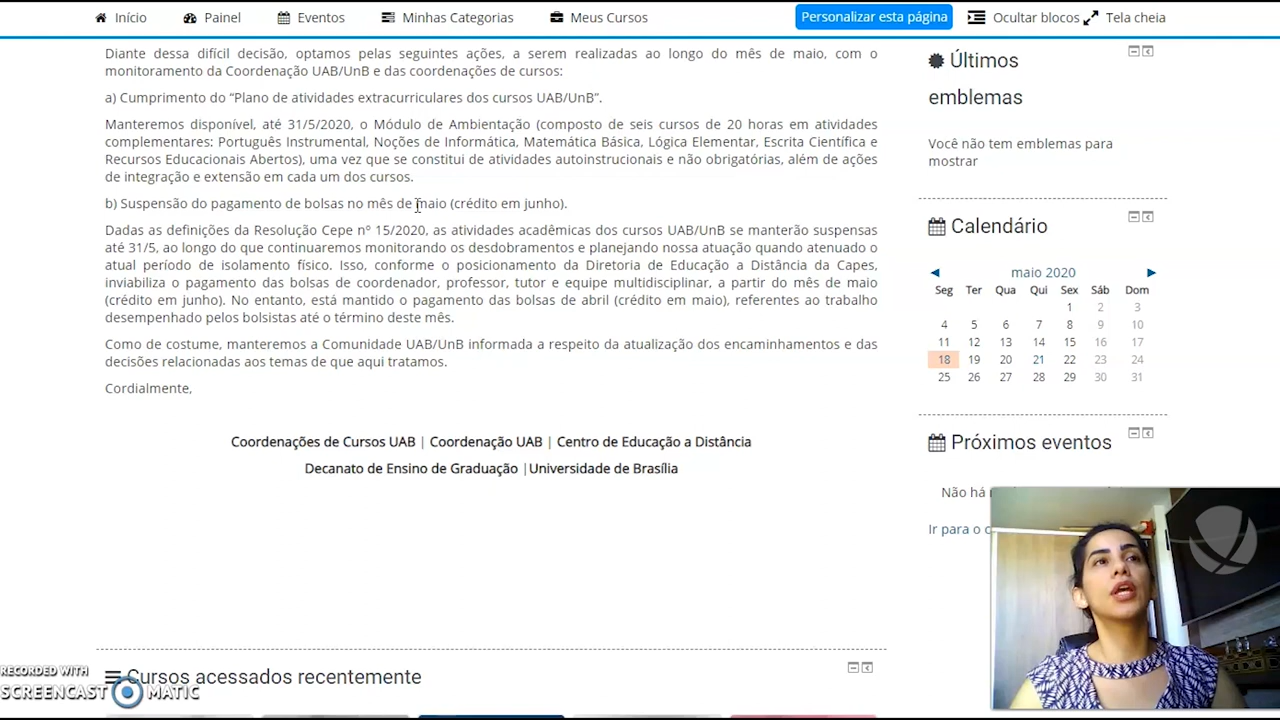 Início
Painel
Eventos
Minhas Categorias
Meus Cursos
Personalizar esta página
Ocultar blocos
Tela cheia
Diante dessa difícil decisão, optamos pelas seguintes ações, a serem realizadas ao longo do mês de maio, com o
monitoramento da Coordenação UAB/UnB e das coordenações de cursos:
a) Cumprimento do “Plano de atividades extracurriculares dos cursos UAB/UnB”.
Manteremos disponível, até 31/5/2020, o Módulo de Ambientação (composto de seis cursos de 20 horas em atividades
complementares: Português Instrumental, Noções de Informática, Matemática Básica, Lógica Elementar, Escrita Científica e
Recursos Educacionais Abertos), uma vez que se constitui de atividades autoinstrucionais e não obrigatórias, além de ações
de integração e extensão em cada um dos cursos.
b) Suspensão do pagamento de bolsas no mês de maio (crédito em junho).
Dadas as definições da Resolução Cepe nº 15/2020, as atividades acadêmicas dos cursos UAB/UnB se manterão suspensas
até 31/5, ao longo do que continuaremos monitorando os desdobramentos e planejando nossa atuação quando atenuado o
atual período de isolamento físico. Isso, conforme o posicionamento da Diretoria de Educação a Distância da Capes,
inviabiliza o pagamento das bolsas de coordenador, professor, tutor e equipe multidisciplinar, a partir do mês de maio
(crédito em junho). No entanto, está mantido o pagamento das bolsas de abril (crédito em maio), referentes ao trabalho
desempenhado pelos bolsistas até o término deste mês.
Como de costume, manteremos a Comunidade UAB/UnB informada a respeito da atualização dos encaminhamentos e das
decisões relacionadas aos temas de que aqui tratamos.
Cordialmente,
Coordenações de Cursos UAB | Coordenação UAB | Centro de Educação a Distância
Decanato de Ensino de Graduação |Universidade de Brasília
Cursos acessados recentemente
Últimos
emblemas
Você não tem emblemas para
mostrar
Calendário
◄ maio 2020 ►
Seg Ter Qua Qui Sex Sáb Dom
1 2 3
4 5 6 7 8 9 10
11 12 13 14 15 16 17
18 19 20 21 22 23 24
25 26 27 28 29 30 31
Próximos eventos
Não há
Ir para o c
RECORDED WITH
SCREENCAST MATIC